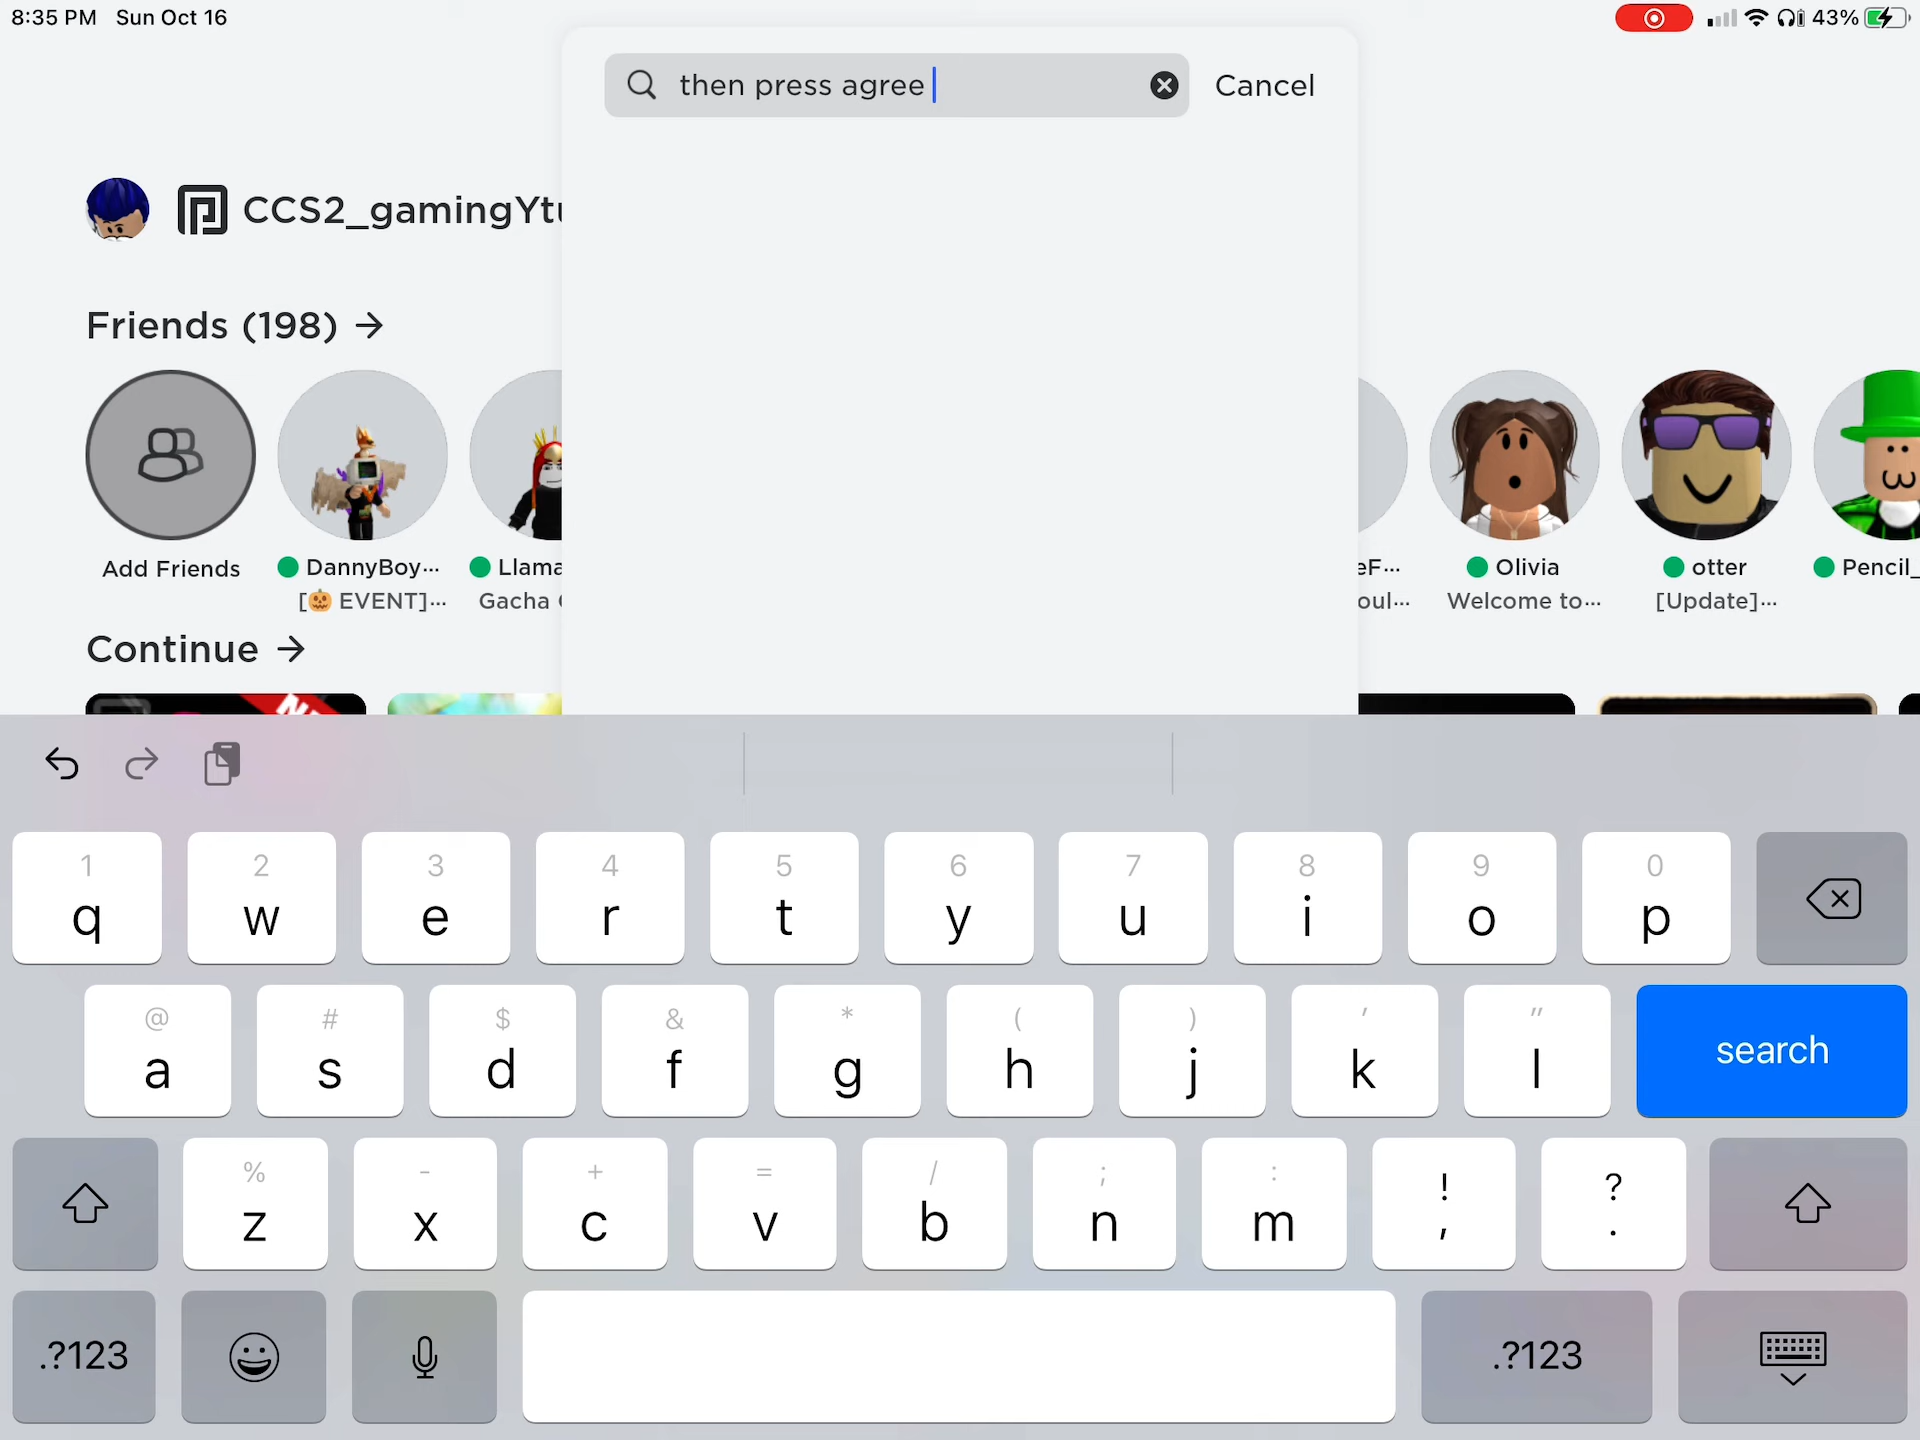 8:35 PM Sun Oct 16
43%
then press agree
Cancel
CCS2_gamingYt
Friends (198) →
Add Friends
DannyBoy...
[🎃 EVENT]...
Llama
Gacha
eF...
oul...
Olivia
Welcome to...
otter
[Update]...
Pencil_
Continue →
1 2 3 4 5 6 7 8 9 0
q w e r t y u i o p
@ # $ & * ( ) ' "
a s d f g h j k l search
% - + = / ; : ! ?
z x c v b n m , .
.?123 .?123